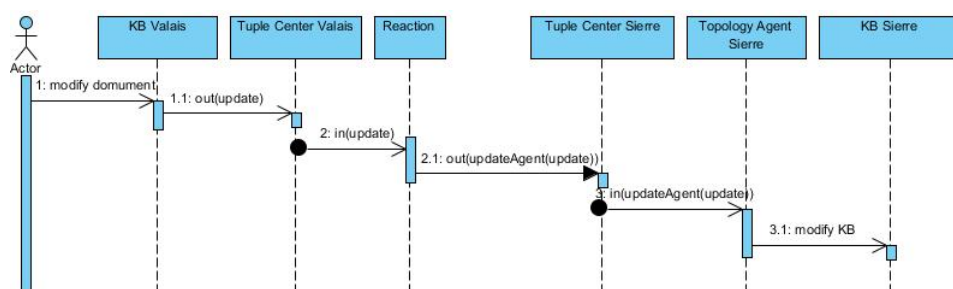 KB Valais
Tuple Center Valais
Reaction
Tuple Center Sierre
Topology Agent
Sierre
KB Sierre
Actor
1: modify domument
1.1: out(update)
2: in(update)
2.1: out(updateAgent(update))
3: in(updateAgent(update))
3.1: modify KB